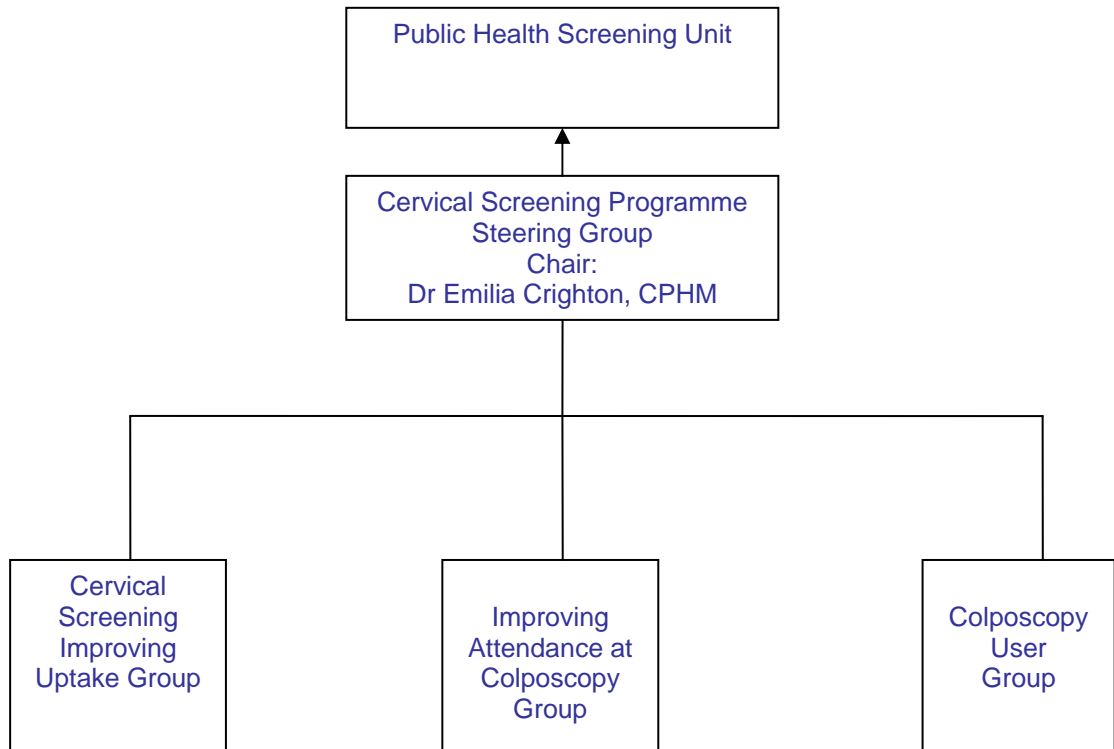 Public Health Screening Unit
Cervical Screening Programme
Steering Group
Chair:
Dr Emilia Crighton, CPHM
Cervical
Screening
Improving
Uptake Group
Improving
Attendance at
Colposcopy
Group
Colposcopy
User
Group